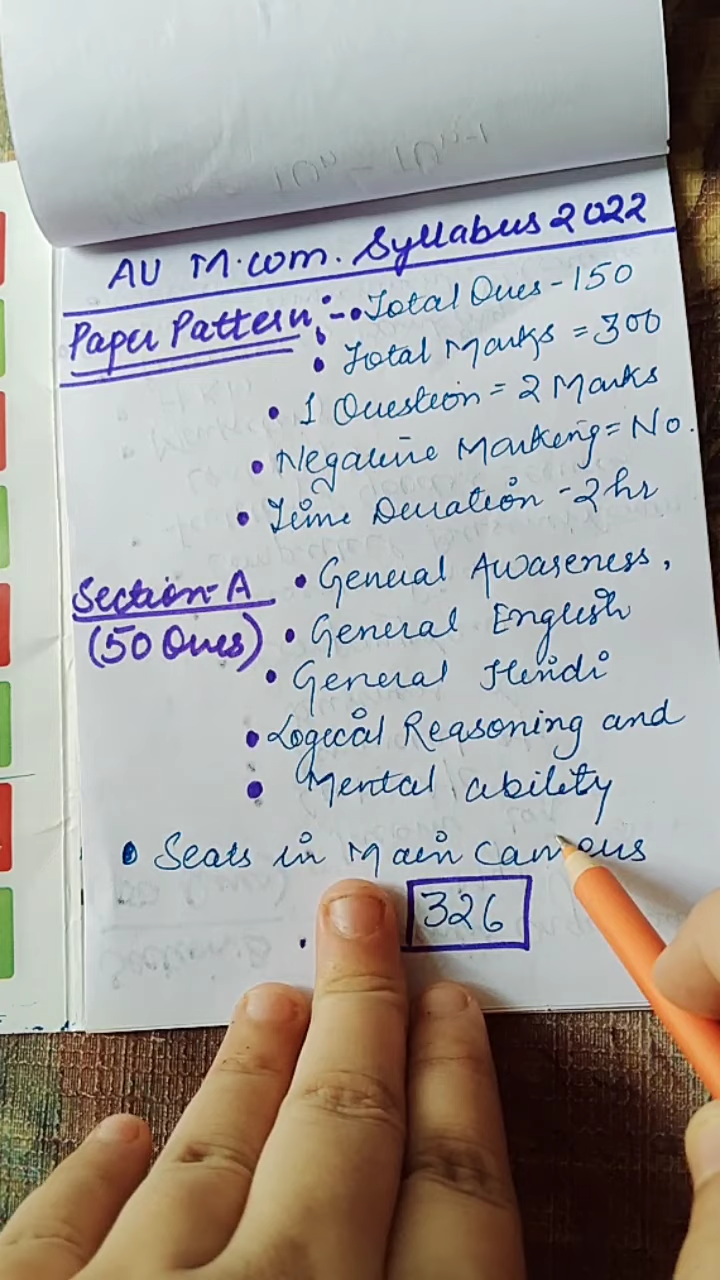 AU M.com. Syllabus 2022
Paper Pattern :- • Total Ques - 150
• Total Marks = 300
• 1 Question = 2 Marks
• Negative Marking = No.
• Time Duration - 2 hr
Section-A • General Awareness,
(50 Ques) • General English
• General Hindi
• Logical Reasoning and
• Mental ability
• Seats in Main Campus
326